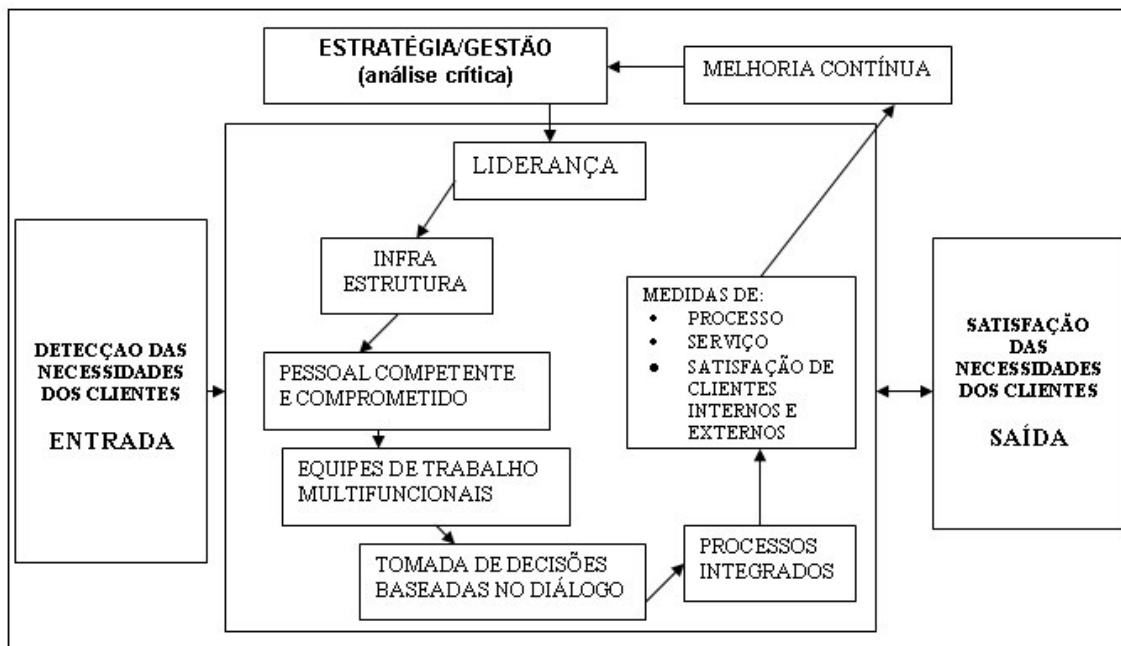 ESTRATÉGIA/GESTÃO
(análise crítica)
MELHORIA CONTÍNUA
LIDERANÇA
INFRA
ESTRUTURA
PESSOAL COMPETENTE
E COMPROMETIDO
EQUIPES DE TRABALHO
MULTIFUNCIONAIS
TOMADA DE DECISÕES
BASEADAS NO DIÁLOGO
PROCESSOS
INTEGRADOS
MEDIDAS DE:
• PROCESSO
• SERVIÇO
• SATISFAÇÃO DE
CLIENTES
INTERNOS E
EXTERNOS
DETECÇAO DAS
NECESSIDADES
DOS CLIENTES
ENTRADA
SATISFAÇÃO
DAS
NECESSIDADES
DOS CLIENTES
SAÍDA